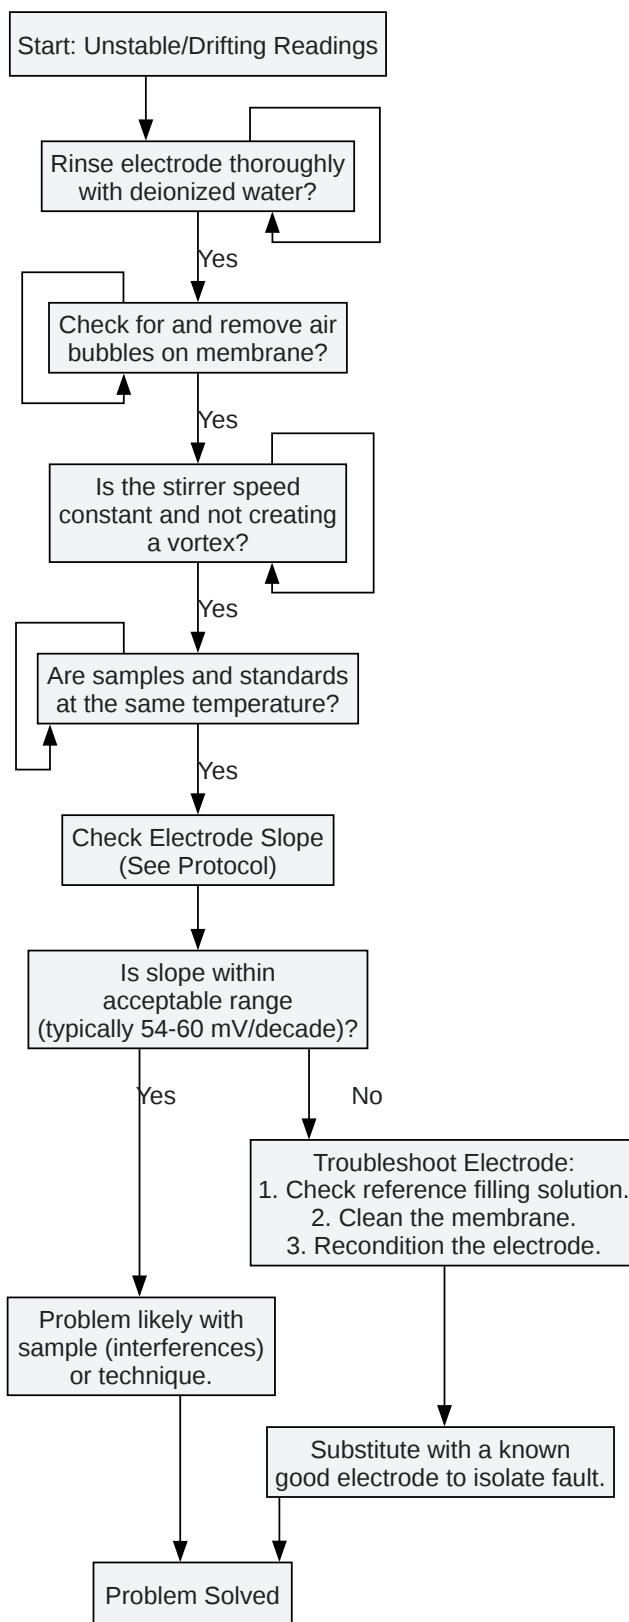 Start: Unstable/Drifting Readings
Rinse electrode thoroughly
with deionized water?
Yes
Check for and remove air
bubbles on membrane?
Yes
Is the stirrer speed
constant and not creating
a vortex?
Yes
Are samples and standards
at the same temperature?
Yes
Check Electrode Slope
(See Protocol)
Is slope within
acceptable range
(typically 54-60 mV/decade)?
Yes
No
Troubleshoot Electrode:
1. Check reference filling solution.
2. Clean the membrane.
3. Recondition the electrode.
Problem likely with
sample (interferences)
or technique.
Substitute with a known
good electrode to isolate fault.
Problem Solved